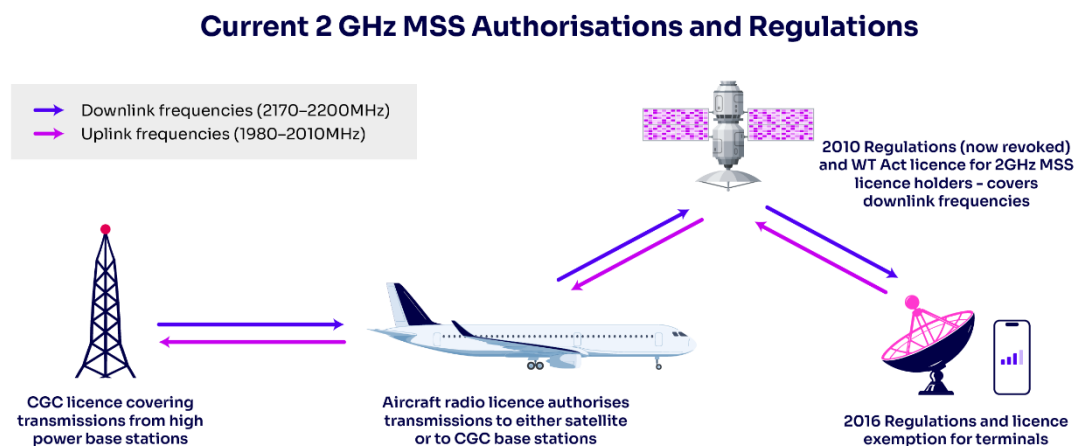 Current 2 GHz MSS Authorisations and Regulations
Downlink frequencies (2170–2200MHz)
Uplink frequencies (1980–2010MHz)
2010 Regulations (now revoked)
and WT Act licence for 2GHz MSS
licence holders - covers
downlink frequencies
CGC licence covering
transmissions from high
power base stations
Aircraft radio licence authorises
transmissions to either satellite
or to CGC base stations
2016 Regulations and licence
exemption for terminals